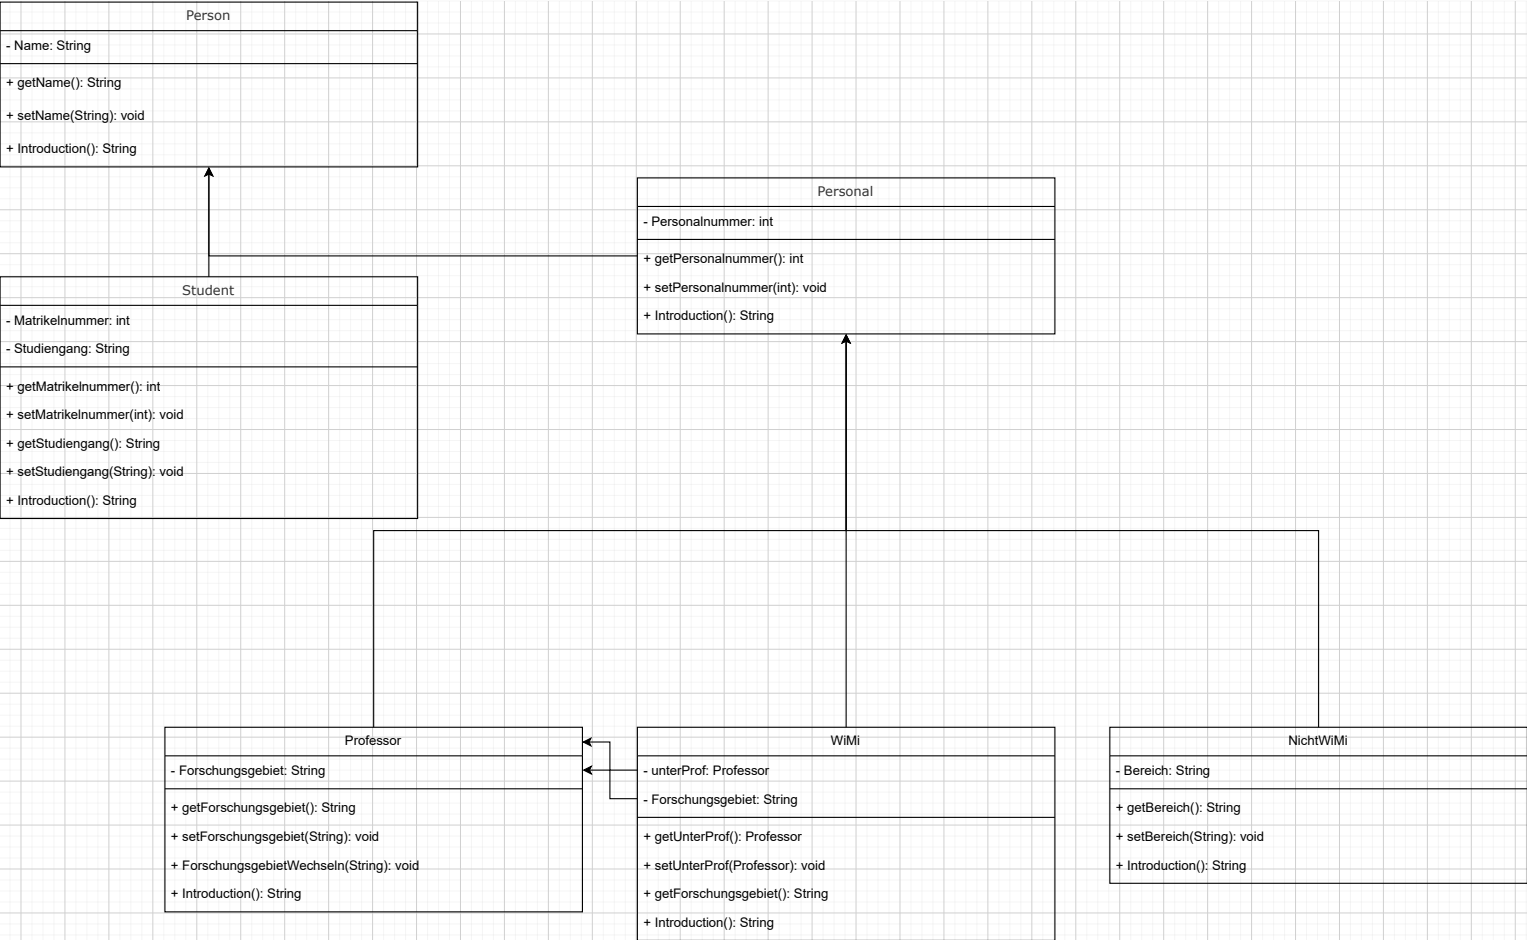 Person
- Name: String
+ getName(): String
+ setName(String): void
+ Introduction(): String
Personal
- Personalnummer: int
+ getPersonalnummer(): int
+ setPersonalnummer(int): void
+ Introduction(): String
Student
- Matrikelnummer: int
- Studiengang: String
+ getMatrikelnummer(): int
+ setMatrikelnummer(int): void
+ getStudiengang(): String
+ setStudiengang(String): void
+ Introduction(): String
Professor
- Forschungsgebiet: String
+ getForschungsgebiet(): String
+ setForschungsgebiet(String): void
+ ForschungsgebietWechseln(String): void
+ Introduction(): String
WiMi
- unterProf: Professor
- Forschungsgebiet: String
+ getUnterProf(): Professor
+ setUnterProf(Professor): void
+ getForschungsgebiet(): String
+ Introduction(): String
NichtWiMi
- Bereich: String
+ getBereich(): String
+ setBereich(String): void
+ Introduction(): String